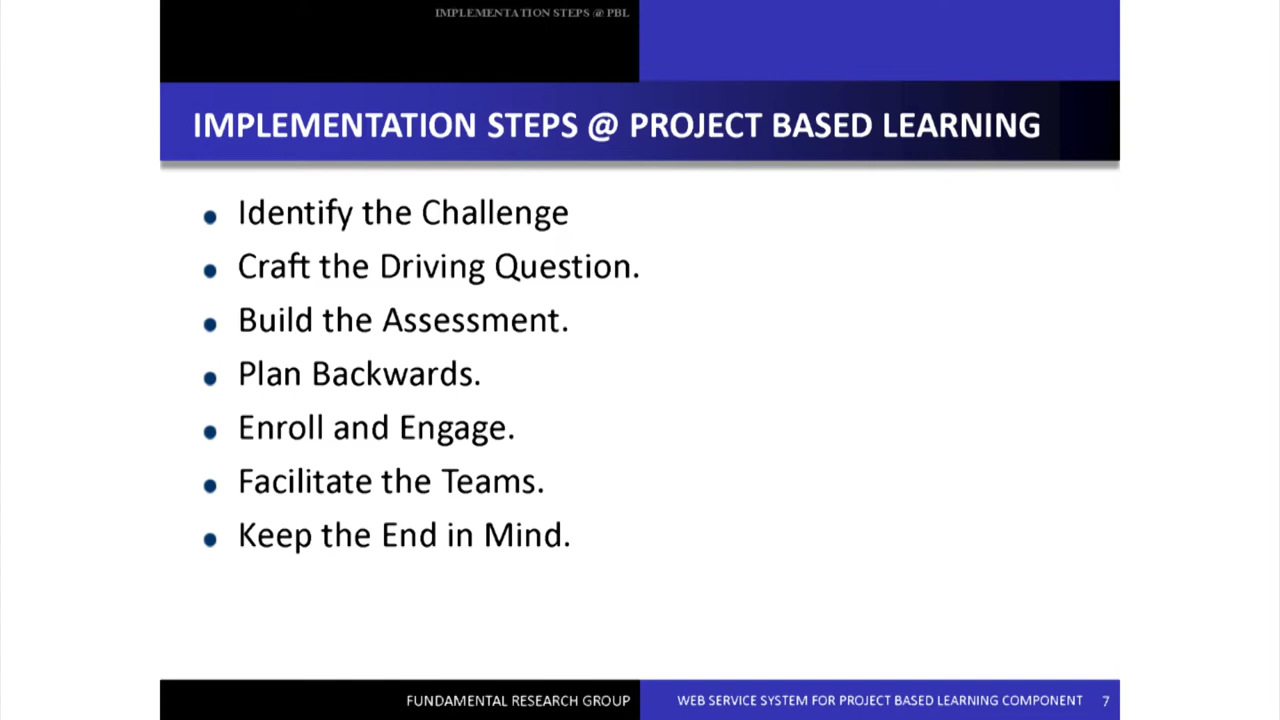 IMPLEMENTATION STEPS @ PBL
IMPLEMENTATION STEPS @ PROJECT BASED LEARNING
Identify the Challenge
Craft the Driving Question.
Build the Assessment.
Plan Backwards.
Enroll and Engage.
Facilitate the Teams.
Keep the End in Mind.
FUNDAMENTAL RESEARCH GROUP
WEB SERVICE SYSTEM FOR PROJECT BASED LEARNING COMPONENT 7